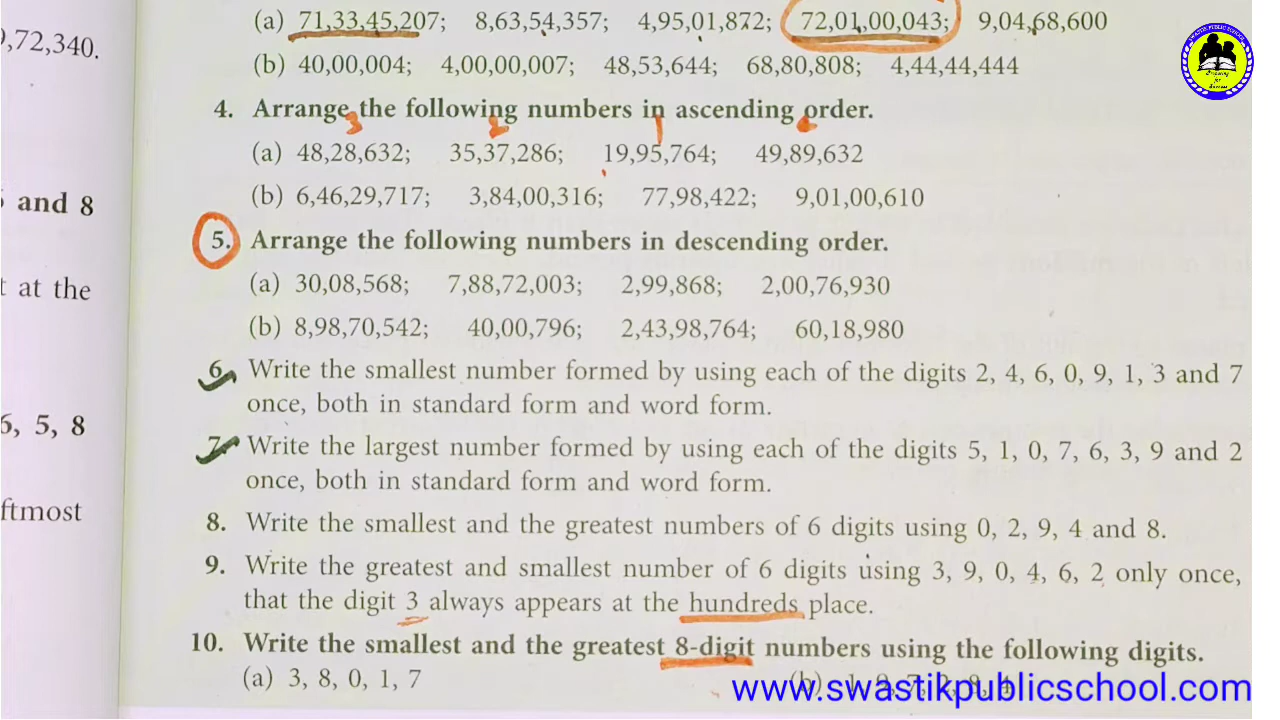 (a) 71,33,45,207; 8,63,54,357; 4,95,01,872; 72,01,00,043; 9,04,68,600
,72,340.
(b) 40,00,004; 4,00,00,007; 48,53,644; 68,80,808; 4,44,44,444
4. Arrange the following numbers in ascending order.
3 2 1
(a) 48,28,632; 35,37,286; 19,95,764; 49,89,632
and 8
(b) 6,46,29,717; 3,84,00,316; 77,98,422; 9,01,00,610
5. Arrange the following numbers in descending order.
t at the
(a) 30,08,568; 7,88,72,003; 2,99,868; 2,00,76,930
(b) 8,98,70,542; 40,00,796; 2,43,98,764; 60,18,980
6. Write the smallest number formed by using each of the digits 2, 4, 6, 0, 9, 1, 3 and 7
once, both in standard form and word form.
6, 5, 8
7. Write the largest number formed by using each of the digits 5, 1, 0, 7, 6, 3, 9 and 2
once, both in standard form and word form.
ftmost
8. Write the smallest and the greatest numbers of 6 digits using 0, 2, 9, 4 and 8.
9. Write the greatest and smallest number of 6 digits using 3, 9, 0, 4, 6, 2 only once,
that the digit 3 always appears at the hundreds place.
10. Write the smallest and the greatest 8-digit numbers using the following digits.
(a) 3, 8, 0, 1, 7 (b)
www.swastikpublicschool.com